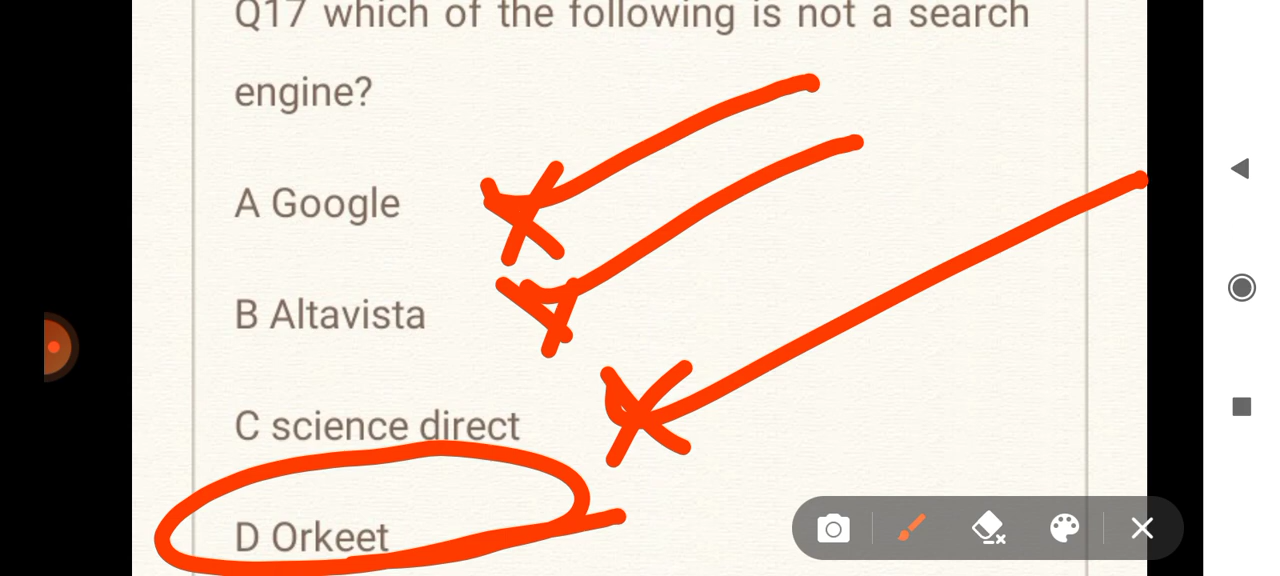 Q17 which of the following is not a search
engine?
A Google
B Altavista
C science direct
D Orkeet